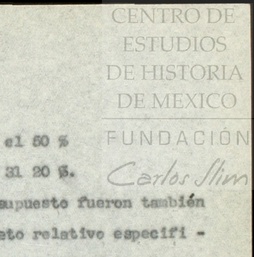 CENTRO DE
ESTUDIOS
DE HISTORIA
DE MEXICO
FUNDACIÓN
Carlos Slim
el 50 %
31 20 %.
supuesto fueron también
eto relativo especifi -